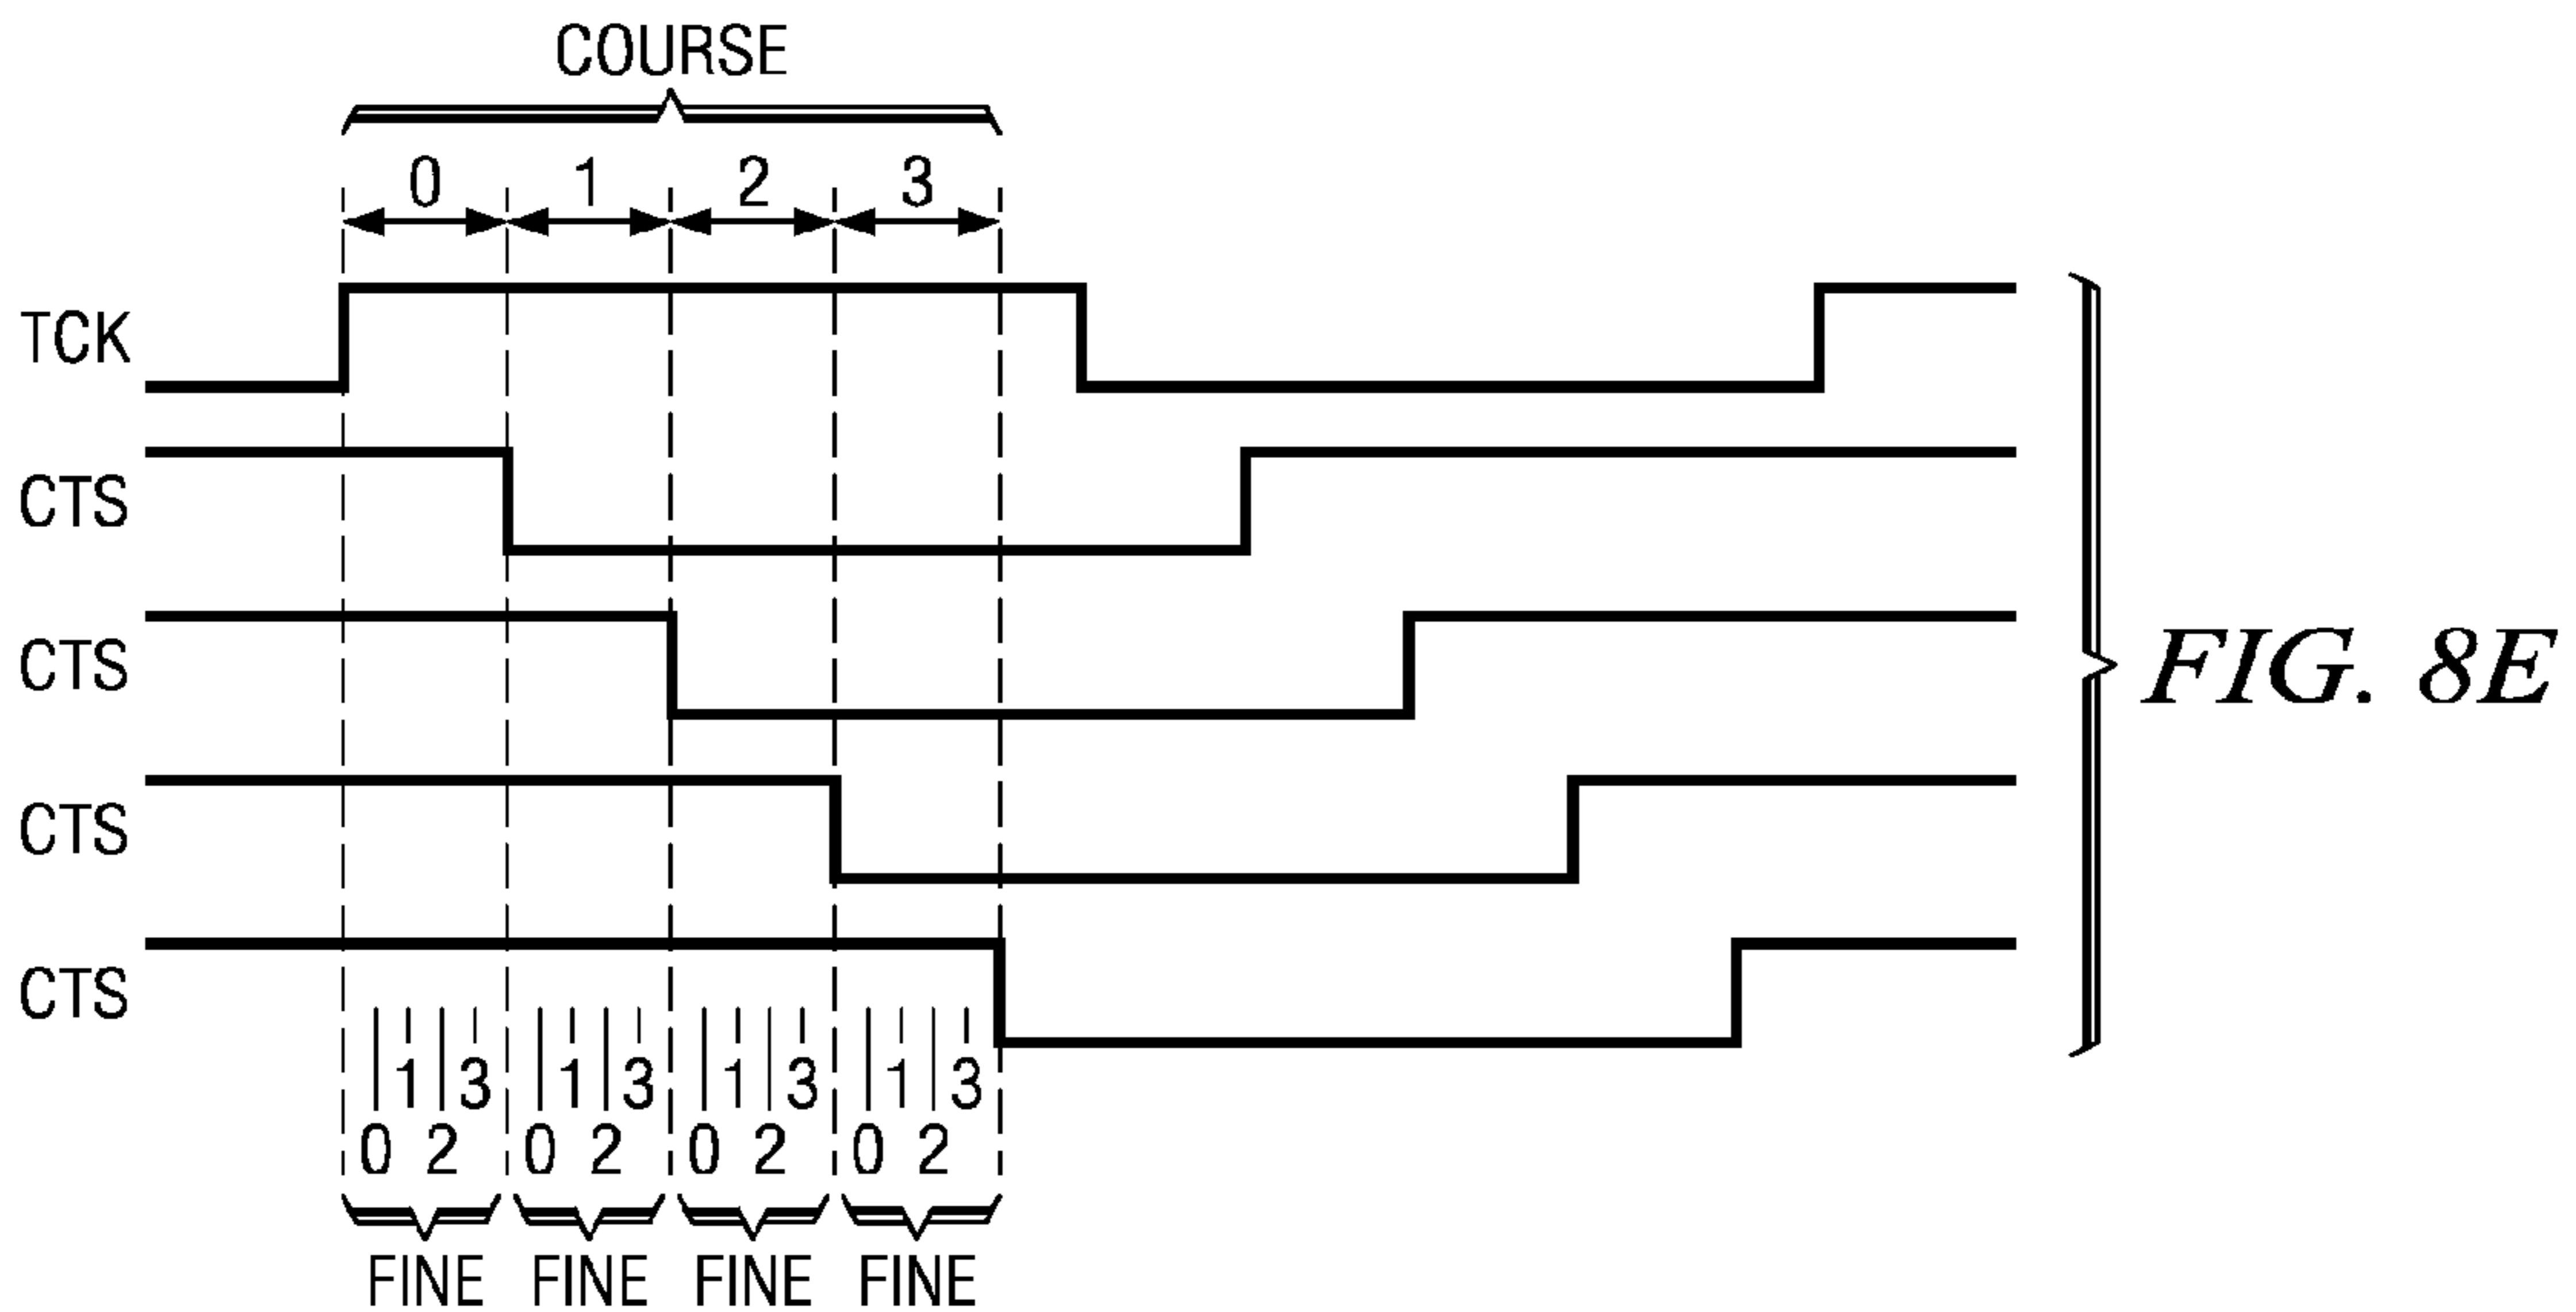 COURSE
0 1 2 3
TCK
CTS
CTS
FIG. 8E
CTS
CTS
1 3 1 3 1 3 1 3
0 2 0 2 0 2 0 2
FINE FINE FINE FINE